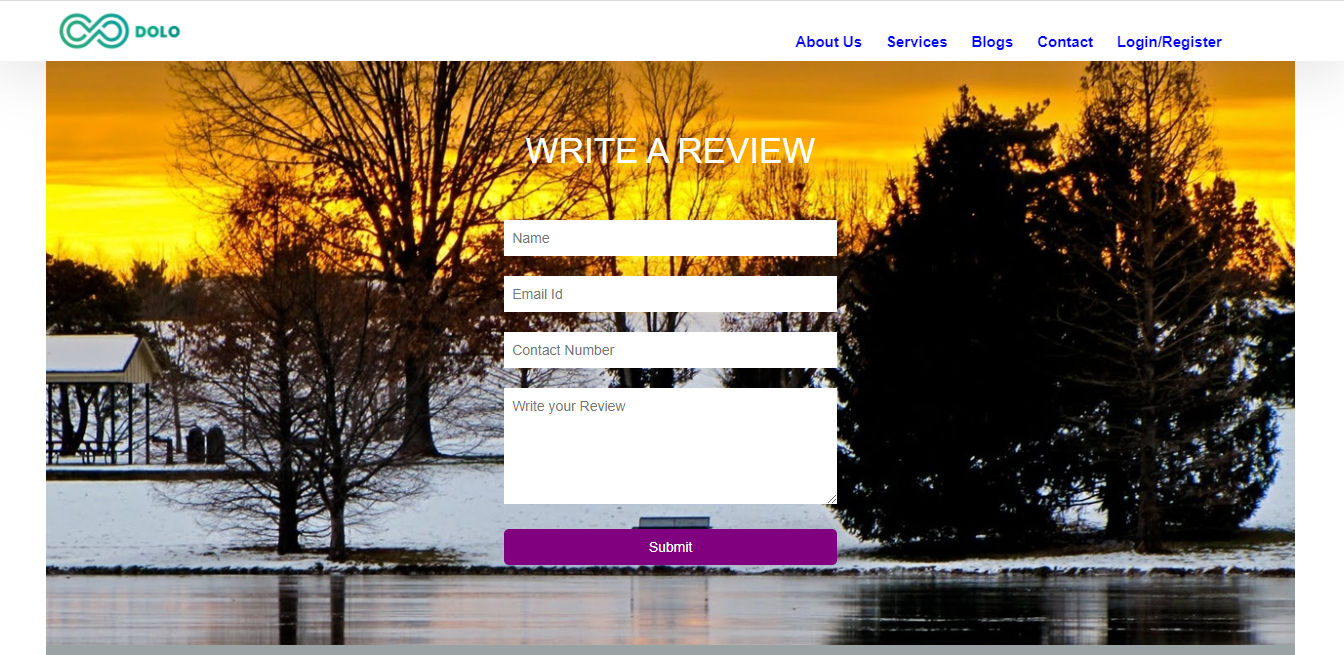 DOLO
About Us Services Blogs Contact Login/Register
WRITE A REVIEW
Name
Email Id
Contact Number
Write your Review
Submit